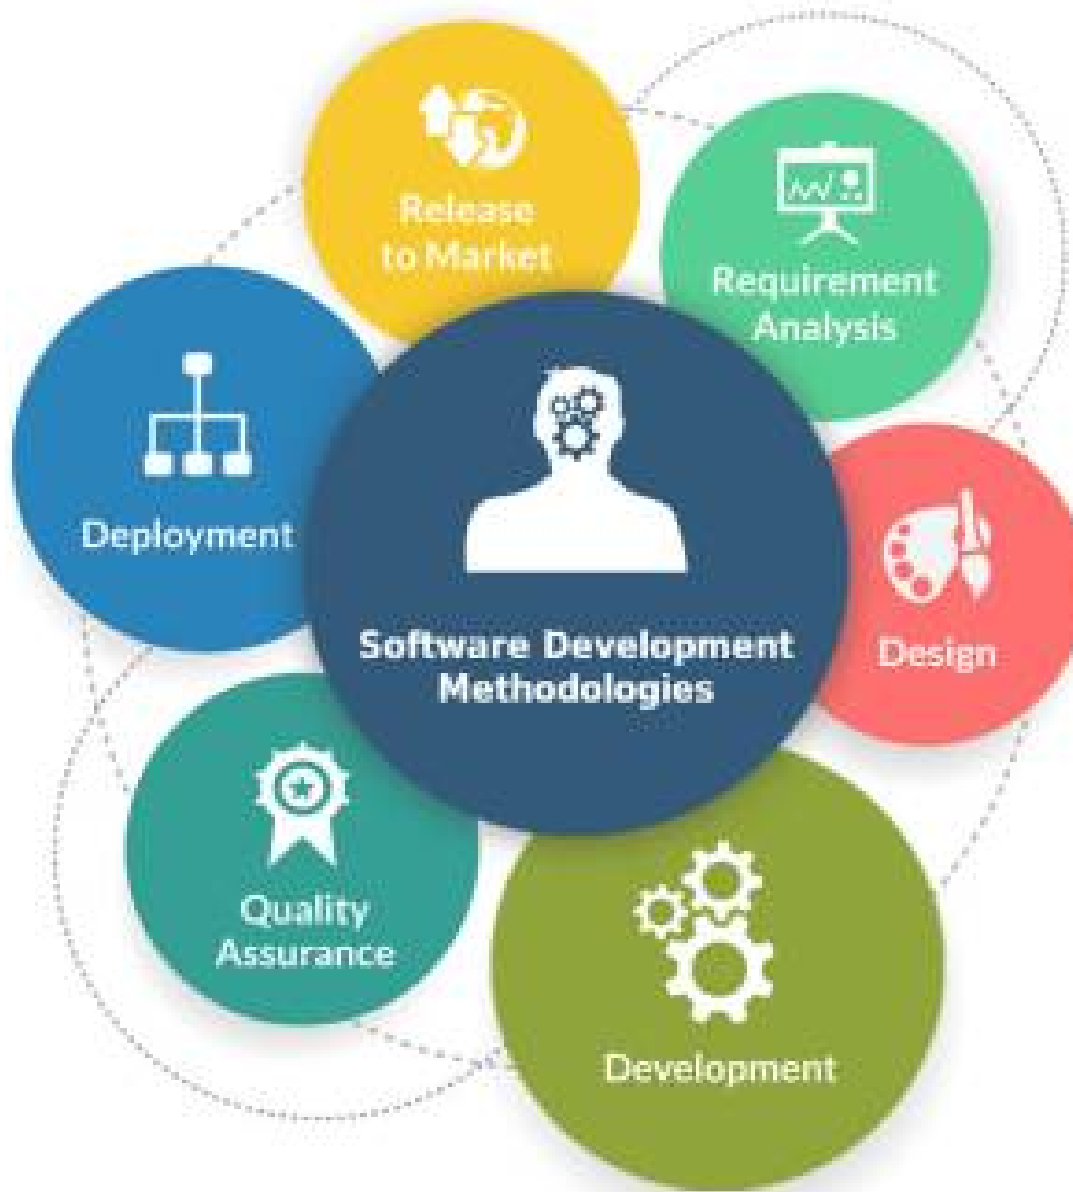 Release
to Market
Requirement
Analysis
Deployment
Software Development
Methodologies
Design
Quality
Assurance
Development